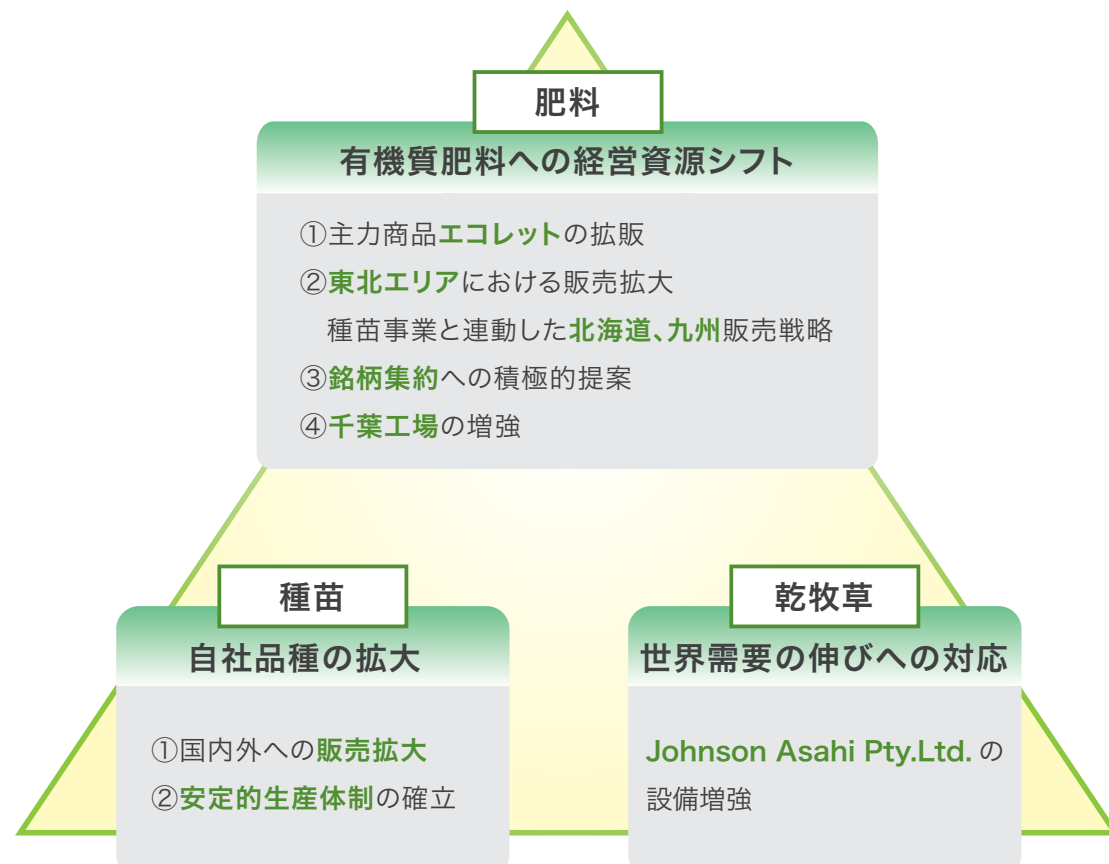 肥料
有機質肥料への経営資源シフト
①主力商品エコレットの拡販
②東北エリアにおける販売拡大
種苗事業と連動した北海道、九州販売戦略
③銘柄集約への積極的提案
④千葉工場の増強
種苗
自社品種の拡大
①国内外への販売拡大
②安定的生産体制の確立
乾牧草
世界需要の伸びへの対応
Johnson Asahi Pty.Ltd. の
設備増強